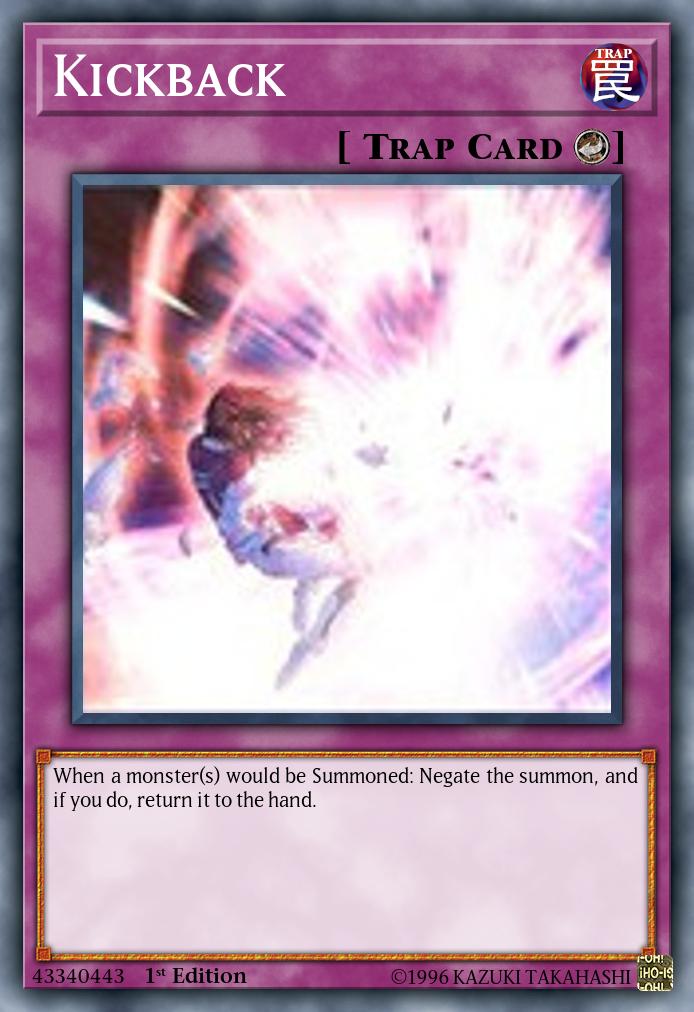 Kickback
TRAP
罠
[ Trap Card ]
When a monster(s) would be Summoned: Negate the summon, and
if you do, return it to the hand.
43340443 1st Edition ©1996 KAZUKI TAKAHASHI